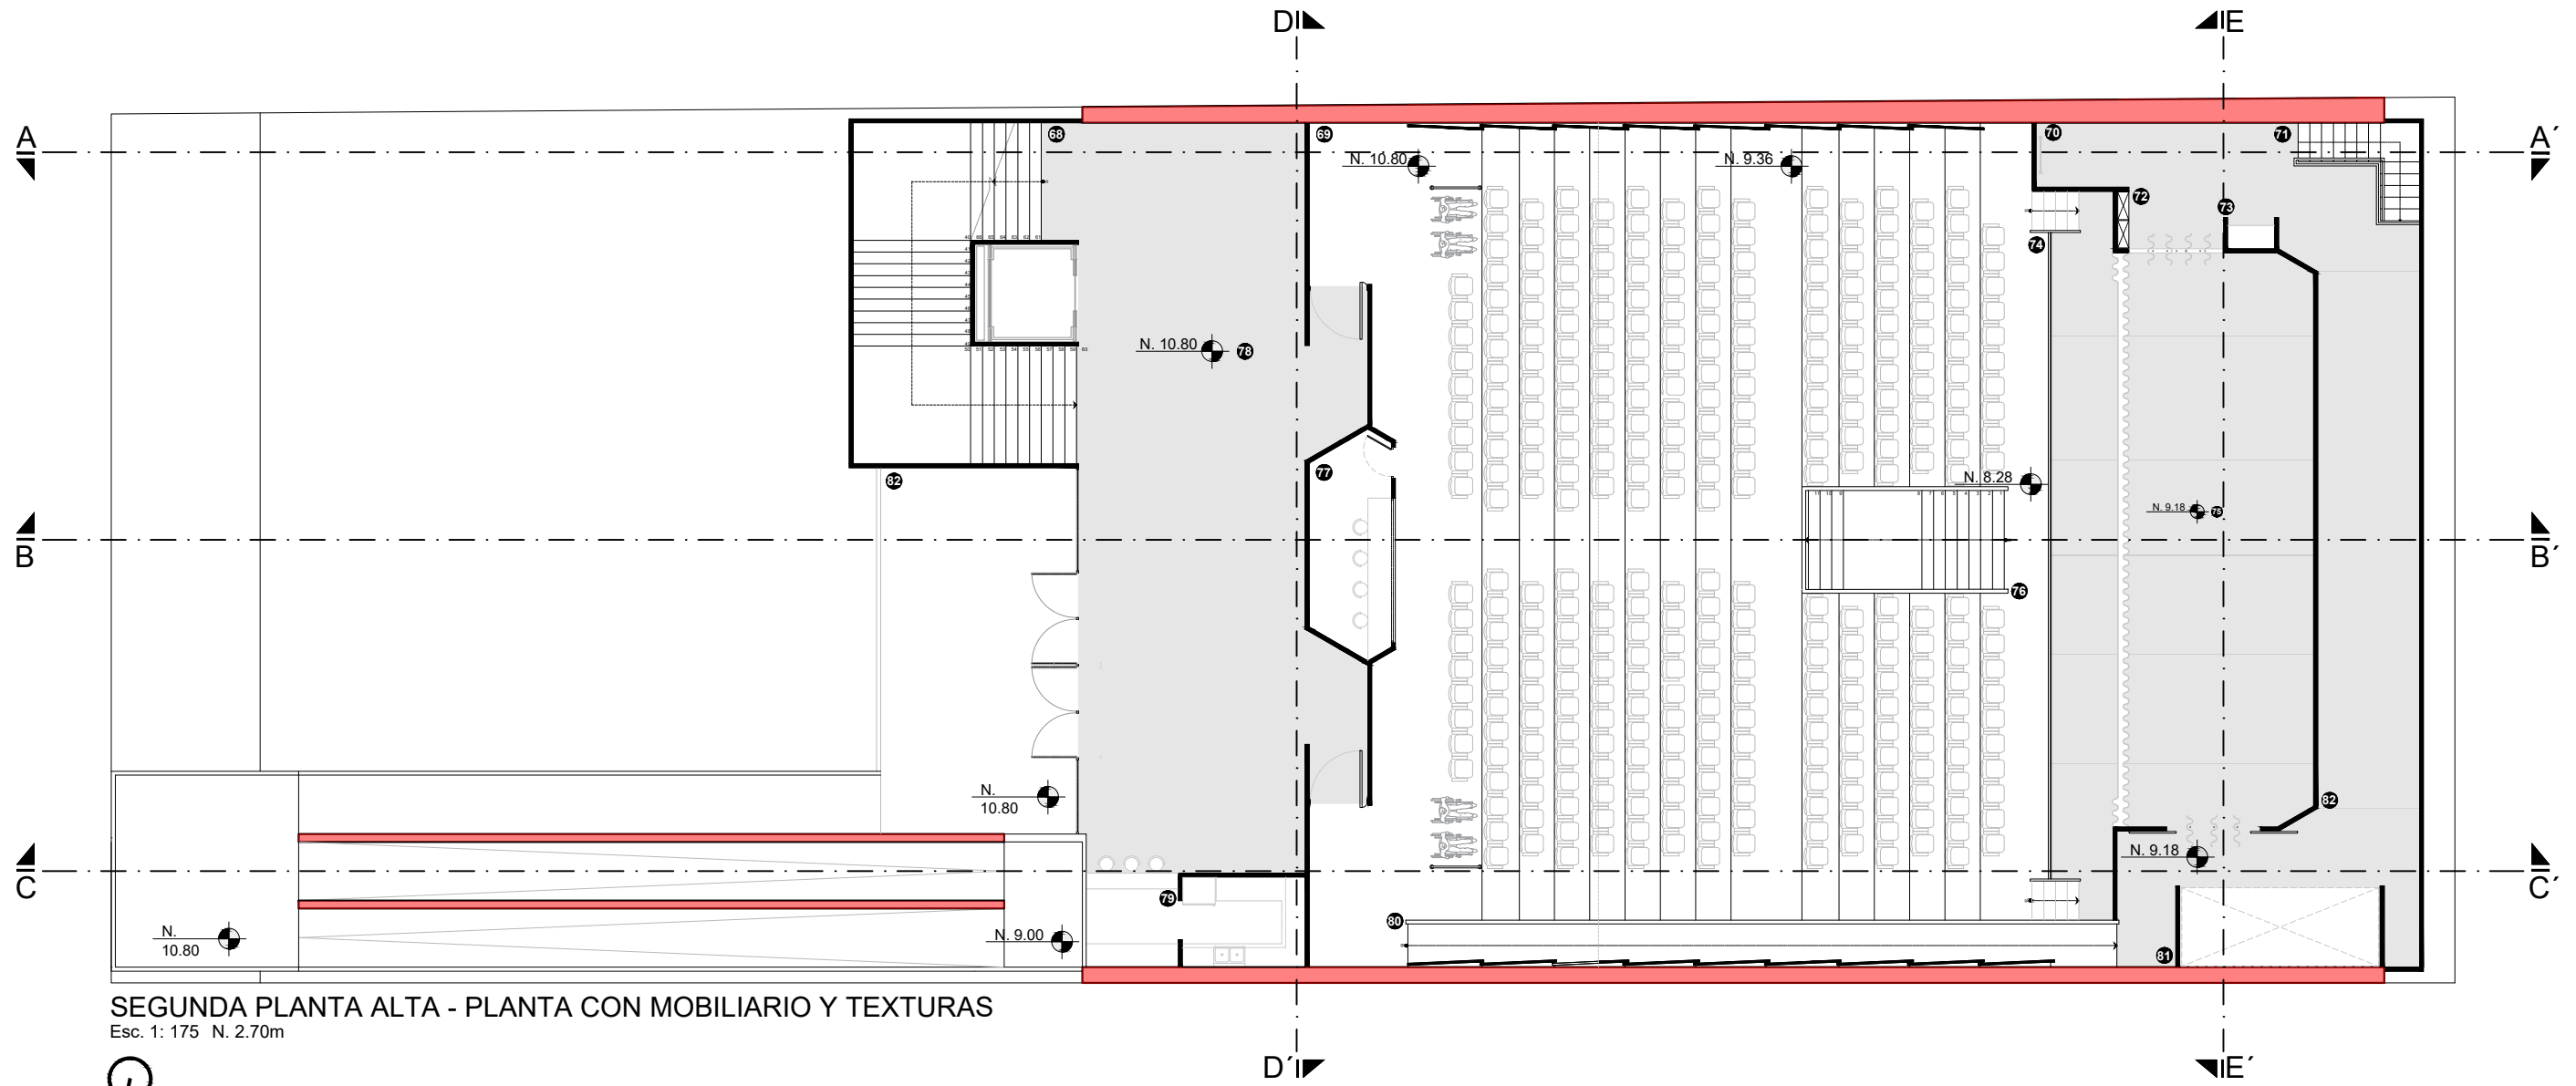 D E
A 68 69 70 71 A´
N. 10.80 N. 9.36
72
73
74
N. 10.80 78
77
82
N. 8.28
N. 9.18 75
B B´
76
N.
10.80
82
N. 9.18
C C´
79
80
N.
10.80
N. 9.00
81
SEGUNDA PLANTA ALTA - PLANTA CON MOBILIARIO Y TEXTURAS
Esc. 1: 175 N. 2.70m
D´ E´